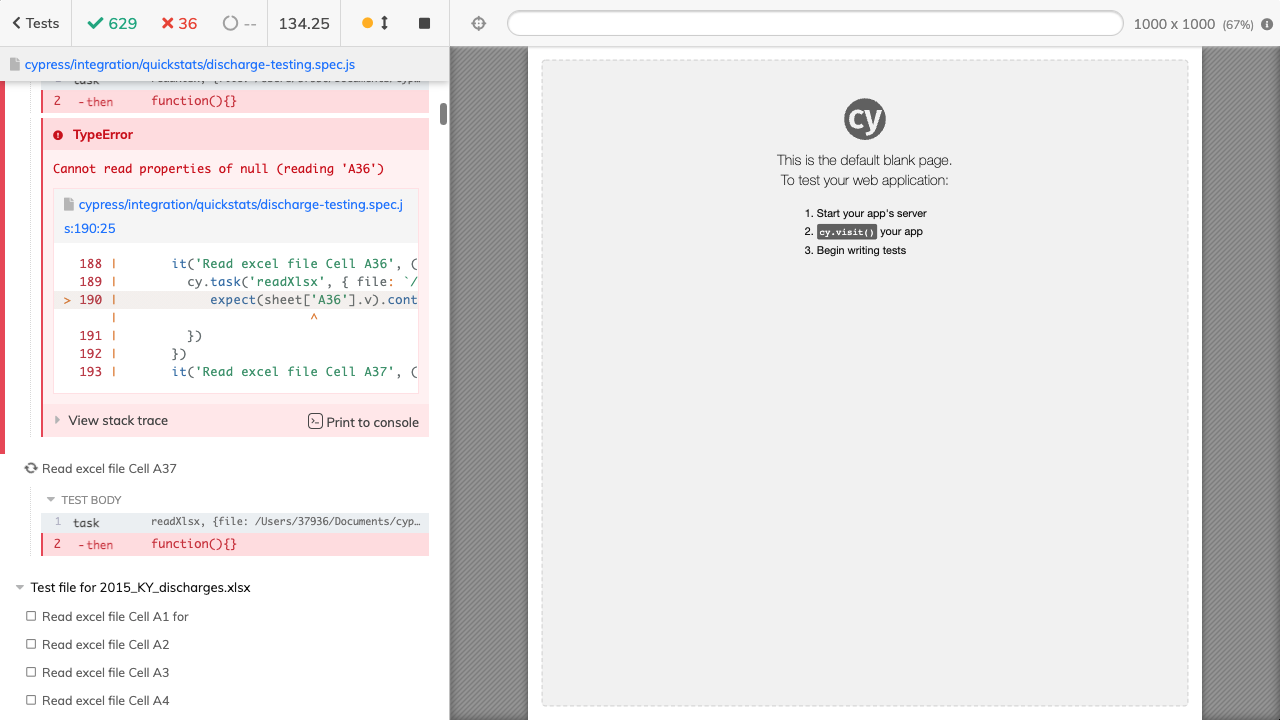 Tests 629 36 -- 134.25 1000 x 1000 (67%)
cypress/integration/quickstats/discharge-testing.spec.js
task
2 -then function(){}
TypeError
Cannot read properties of null (reading 'A36')
cypress/integration/quickstats/discharge-testing.spec.j
s:190:25
188 | it('Read excel file Cell A36', (
189 | cy.task('readXlsx', { file: `/
> 190 | expect(sheet['A36'].v).cont
| ^
191 | })
192 | })
193 | it('Read excel file Cell A37', (
View stack trace Print to console
Read excel file Cell A37
TEST BODY
1 task readXlsx, {file: /Users/37936/Documents/cyp…
2 -then function(){}
Test file for 2015_KY_discharges.xlsx
Read excel file Cell A1 for
Read excel file Cell A2
Read excel file Cell A3
Read excel file Cell A4
cy
This is the default blank page.
To test your web application:
1. Start your app's server
2. cy.visit() your app
3. Begin writing tests